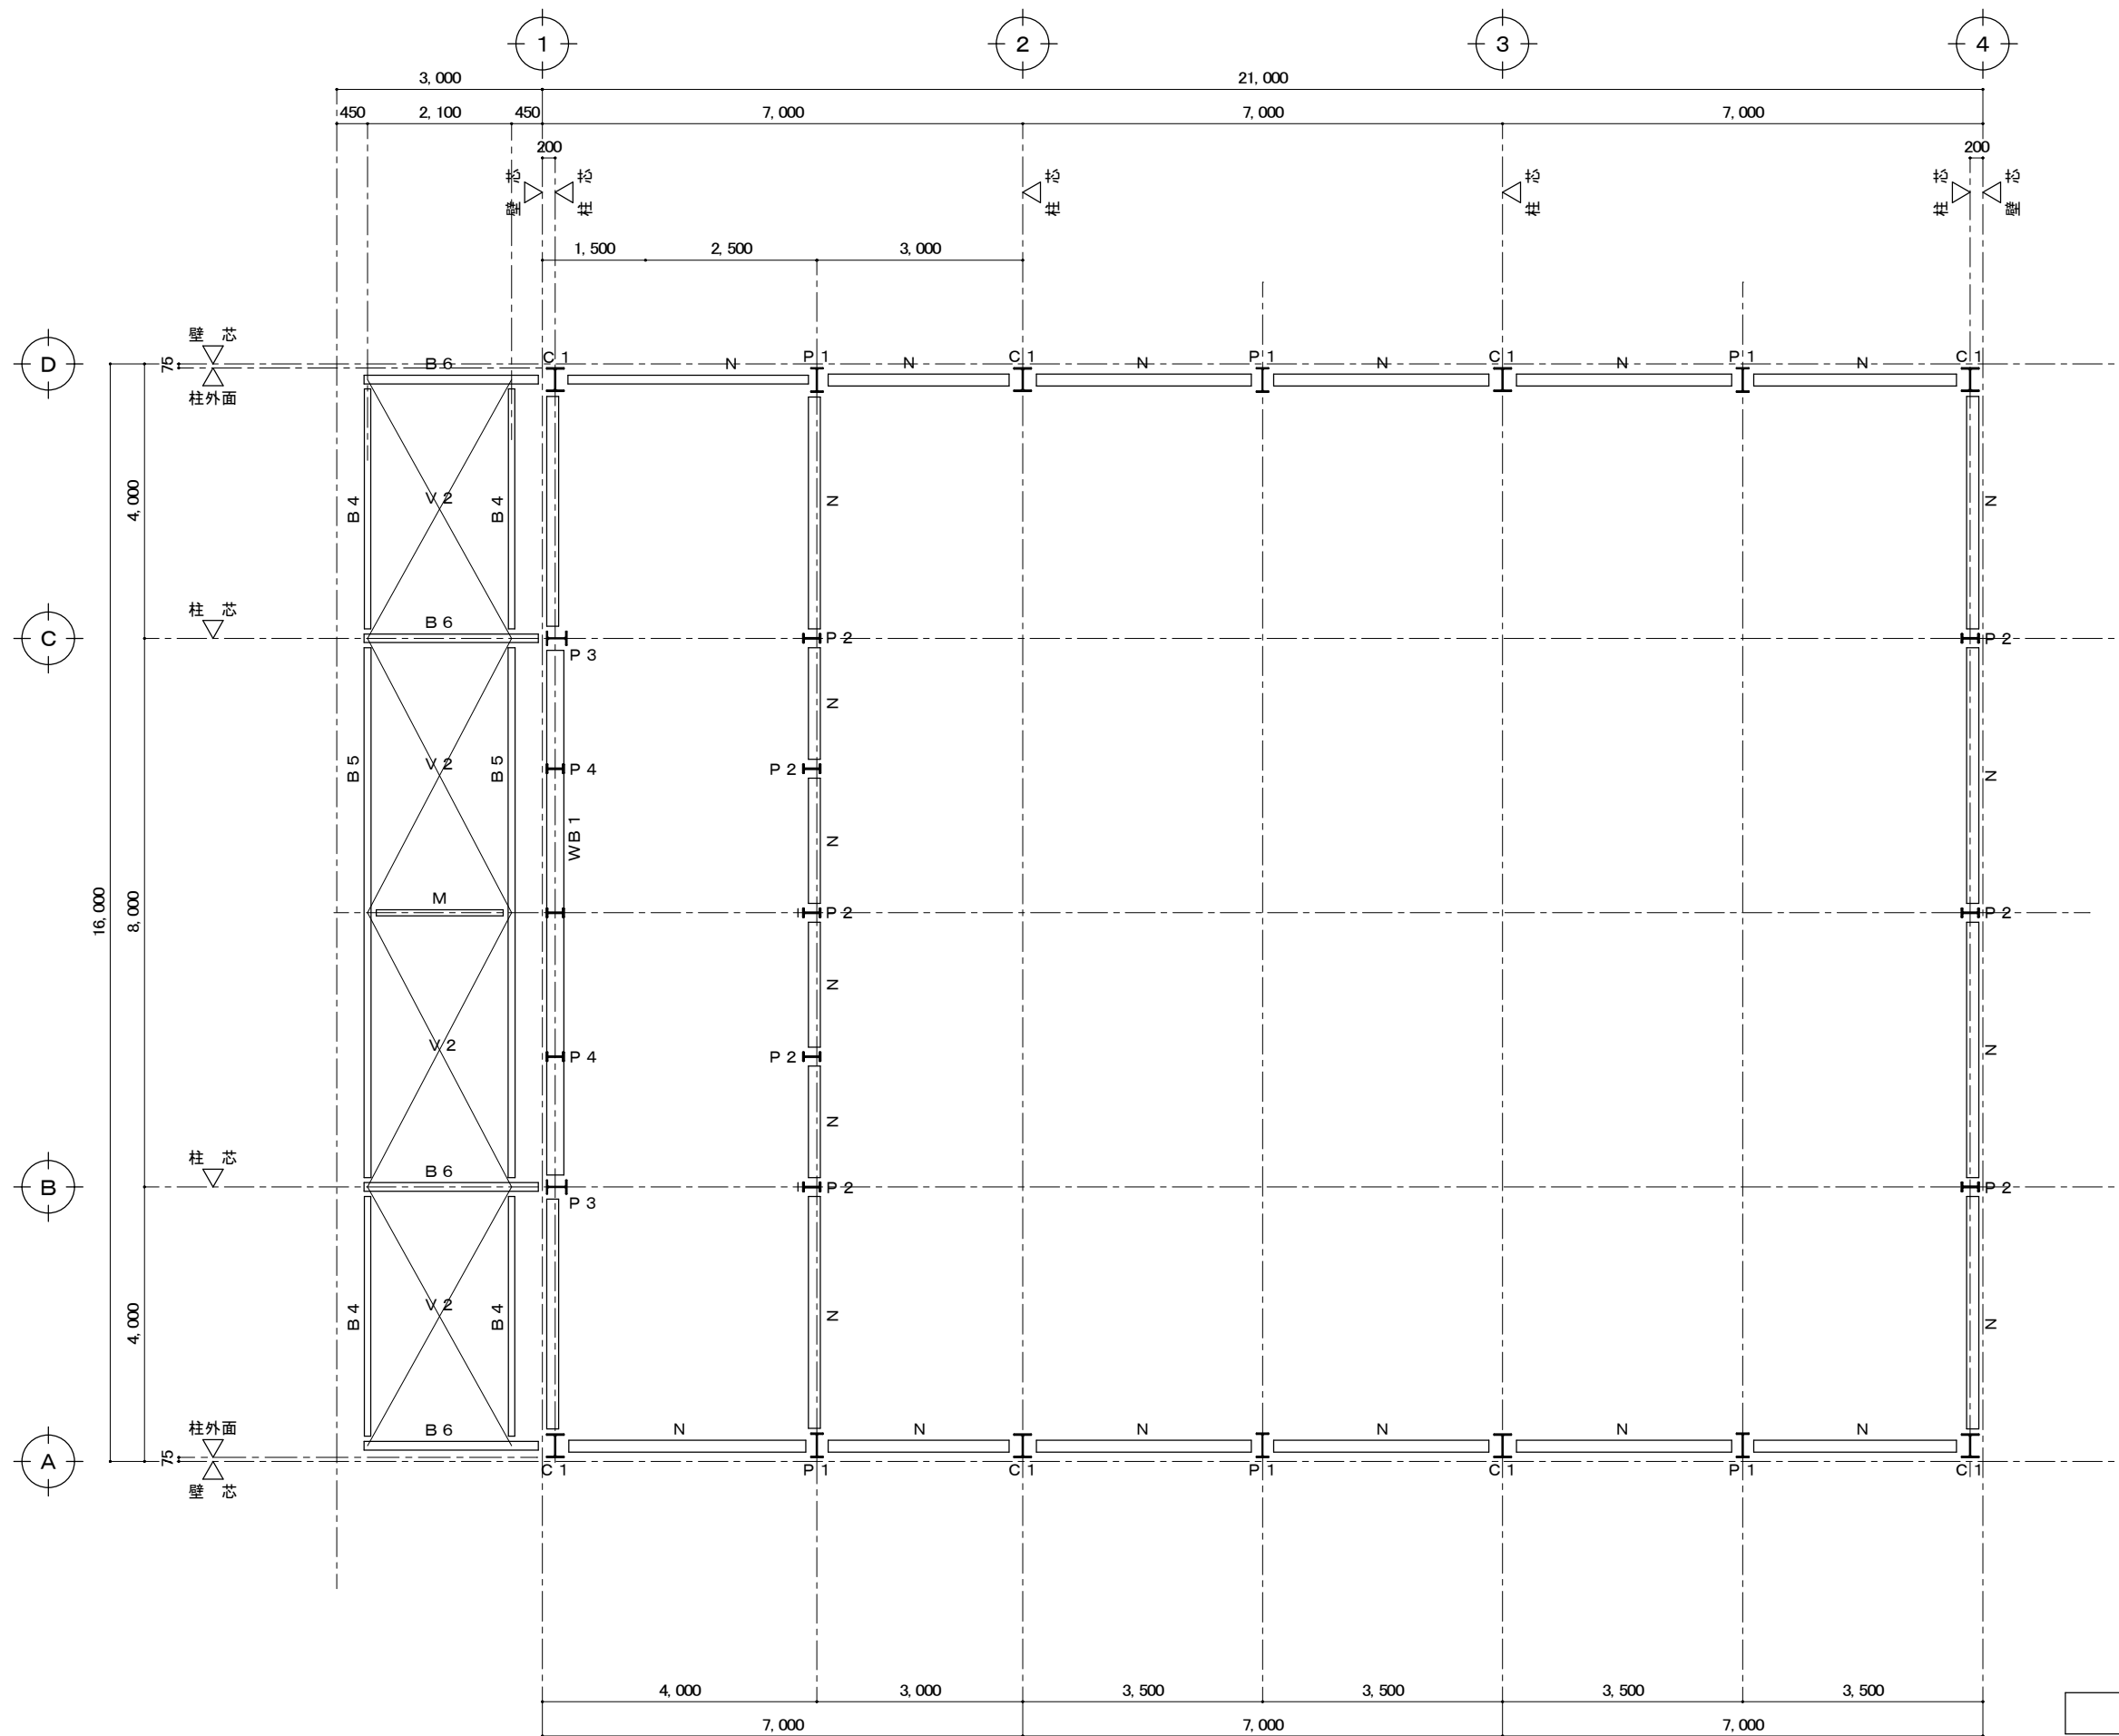 1 2 3 4
3,000 21,000
450 2,100 450 7,000 7,000 7,000
200 200
壁芯 柱芯 柱芯 柱芯 柱芯 壁芯
1,500 2,500 3,000
D 75 壁芯
柱外面
B6 C1 N P1 N C1 N P1 N C1 N P1 N C1
4,000 B4 V2 B4 N N
柱芯
C B6 P3 P2 P2
N
B5 V2 B5 P4 P2 N
WB1 N
16,000 8,000 M P2 P2
N
V2 P4 P2 N
N
柱芯
B B6 P3 P2 P2
4,000 B4 V2 B4 N N
柱外面
B6 N N N N N N
A 75 C1 P1 C1 P1 C1 P1 C1
壁芯
4,000 3,000 3,500 3,500 3,500 3,500
7,000 7,000 7,000